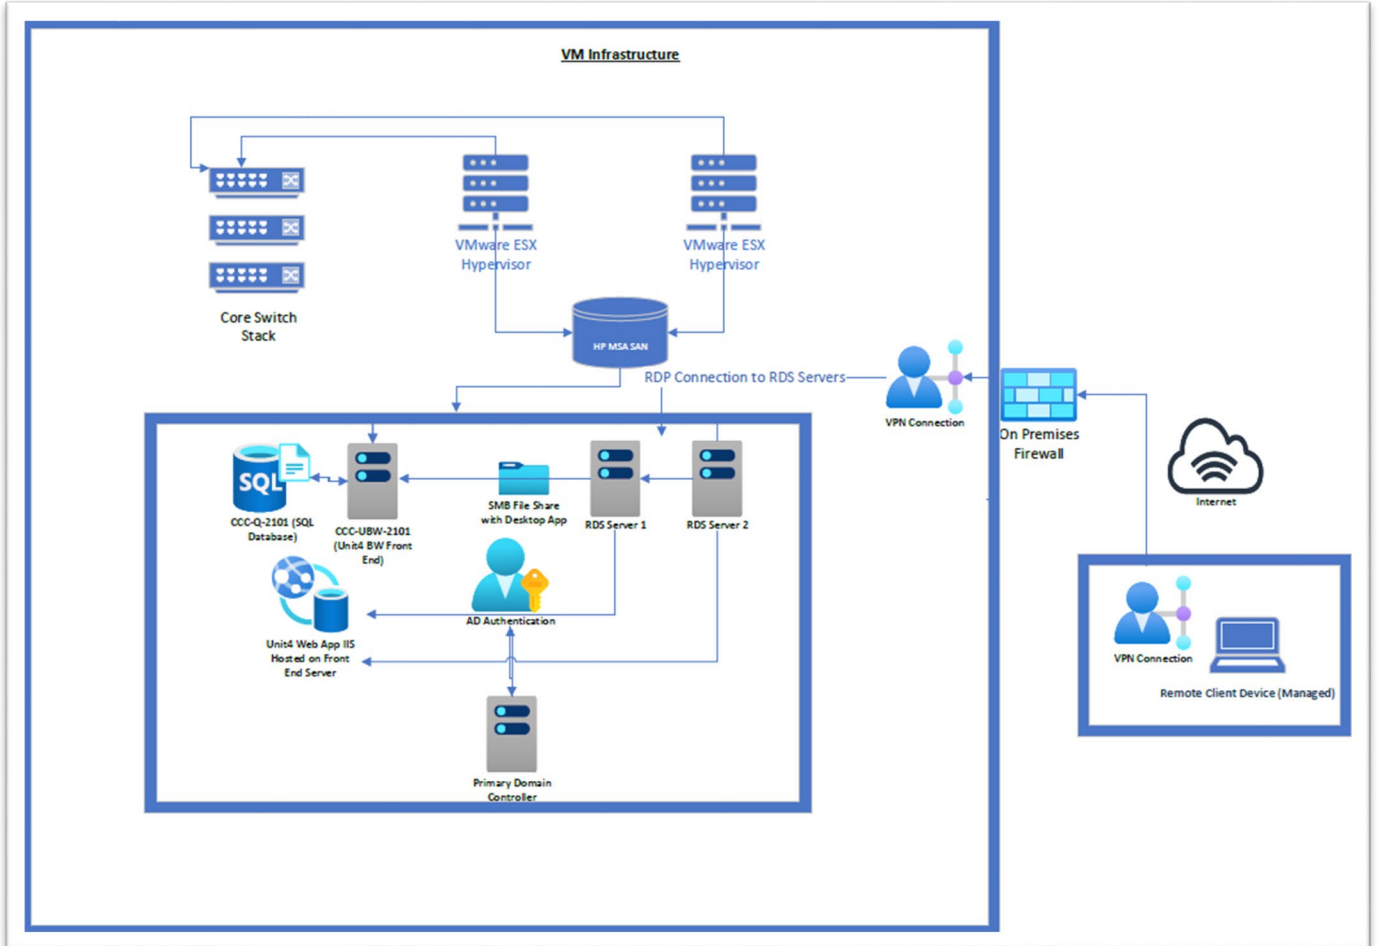 VM Infrastructure
VMware ESX
Hypervisor
VMware ESX
Hypervisor
Core Switch
Stack
HP MSA SAN
RDP Connection to RDS Servers
VPN Connection
On Premises
Firewall
Internet
SQL
CCC-Q-2101 (SQL
Database)
CCC-UBW-2101
(Unit4 BW Front
End)
SMB File Share
with Desktop App
RDS Server 1
RDS Server 2
Unit4 Web App IIS
Hosted on Front
End Server
AD Authentication
Primary Domain
Controller
VPN Connection
Remote Client Device (Managed)